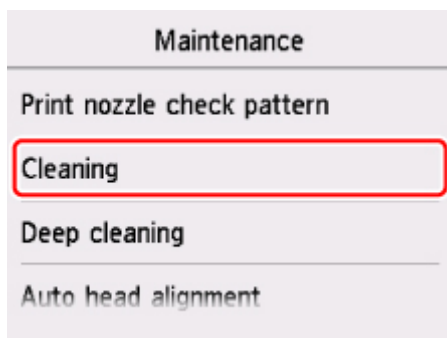 Maintenance
Print nozzle check pattern
Cleaning
Deep cleaning
Auto head alignment